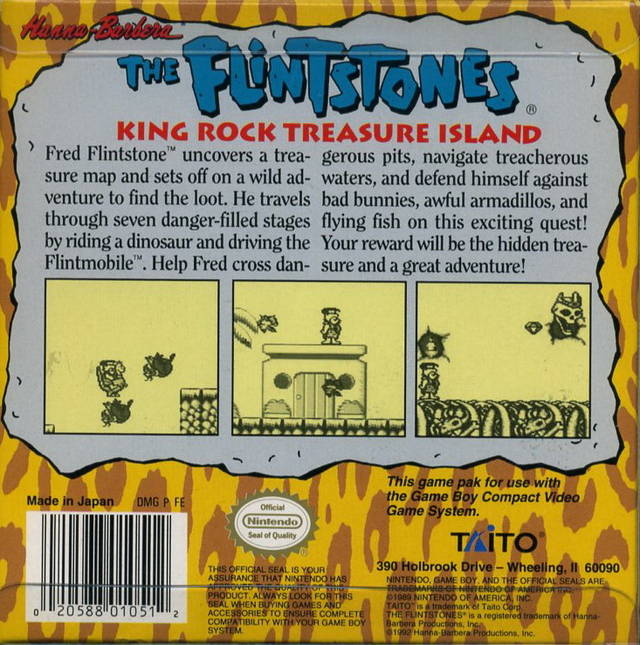 Hanna-Barbera
THE FLINTSTONES®
KING ROCK TREASURE ISLAND
Fred Flintstone™ uncovers a trea-
sure map and sets off on a wild ad-
venture to find the loot. He travels
through seven danger-filled stages
by riding a dinosaur and driving the
Flintmobile™. Help Fred cross dan-
gerous pits, navigate treacherous
waters, and defend himself against
bad bunnies, awful armadillos, and
flying fish on this exciting quest!
Your reward will be the hidden trea-
sure and a great adventure!
Made in Japan DMG P FE
0 20588 01051 2
Official
Nintendo
Seal of Quality
THIS OFFICIAL SEAL IS YOUR
ASSURANCE THAT NINTENDO HAS
APPROVED THE QUALITY OF THIS
PRODUCT. ALWAYS LOOK FOR THIS
SEAL WHEN BUYING GAMES AND
ACCESSORIES TO ENSURE COMPLETE
COMPATIBILITY WITH YOUR GAME BOY
SYSTEM.
This game pak for use with
the Game Boy Compact Video
Game System.
TAITO®
390 Holbrook Drive – Wheeling, Il 60090
NINTENDO, GAME BOY, AND THE OFFICIAL SEALS ARE
TRADEMARKS OF NINTENDO OF AMERICA INC.
©1989 NINTENDO OF AMERICA, INC.
TAITO® is a trademark of Taito Corp.
THE FLINTSTONES® is a registered trademark of Hanna-
Barbera Productions, Inc.
©1992 Hanna-Barbera Productions, Inc.